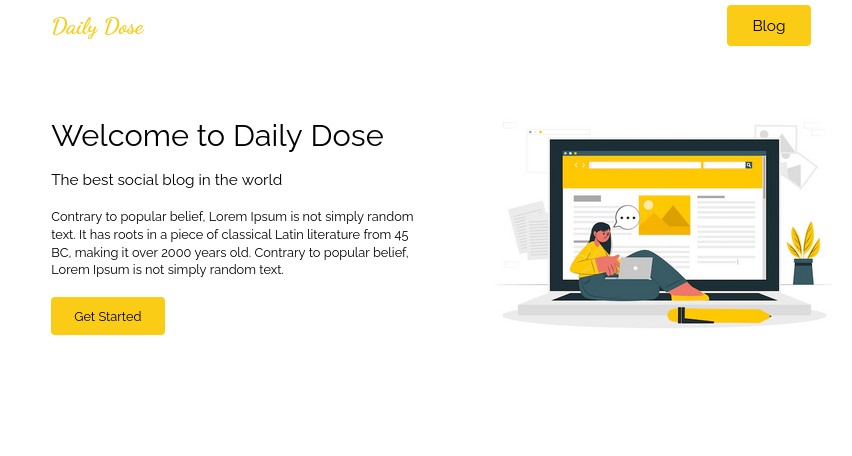 Daily Dose
Blog
Welcome to Daily Dose
The best social blog in the world
Contrary to popular belief, Lorem Ipsum is not simply random
text. It has roots in a piece of classical Latin literature from 45
BC, making it over 2000 years old. Contrary to popular belief,
Lorem Ipsum is not simply random text.
Get Started